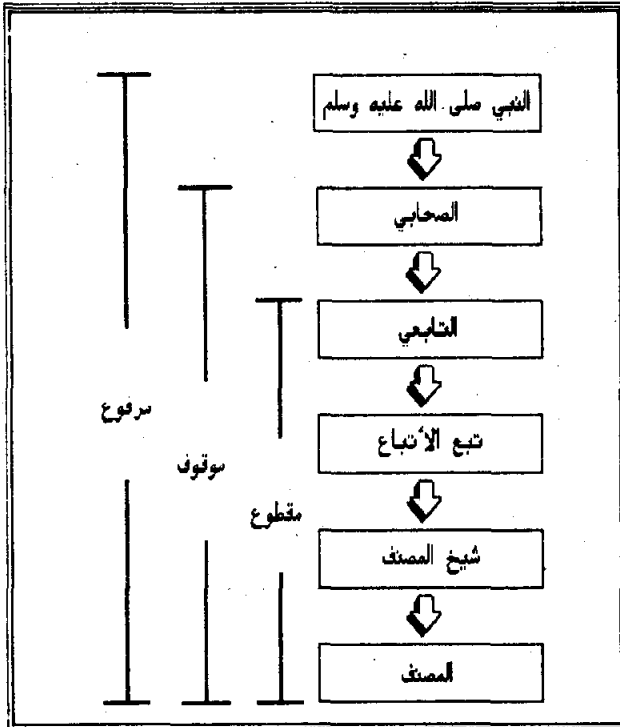 النبي صلى الله عليه وسلم
الصحابي
التابعي
تبع الأتباع
شيخ المصنف
المصنف
مرفوع
موقوف
مقطوع